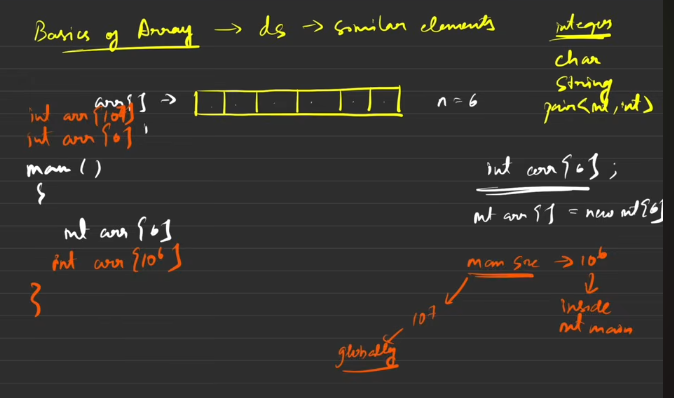 Basics of Array → ds → similar elements
integers
char
string
pair<int, int>
arr[] →
n = 6
int arr[10^7]
int arr[6]
main()
{
int arr[6]
int arr[10^6]
}
int arr[6];
int arr[] = new int[6]
max size → 10^6
inside
int main
10^7
globally